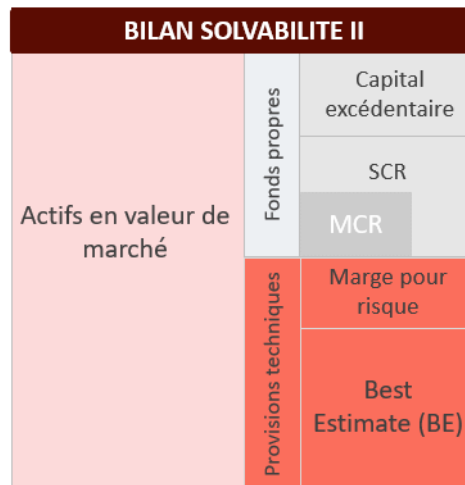 BILAN SOLVABILITE II
Actifs en valeur de
marché
Fonds propres
Capital
excédentaire
SCR
MCR
Provisions techniques
Marge pour
risque
Best
Estimate (BE)